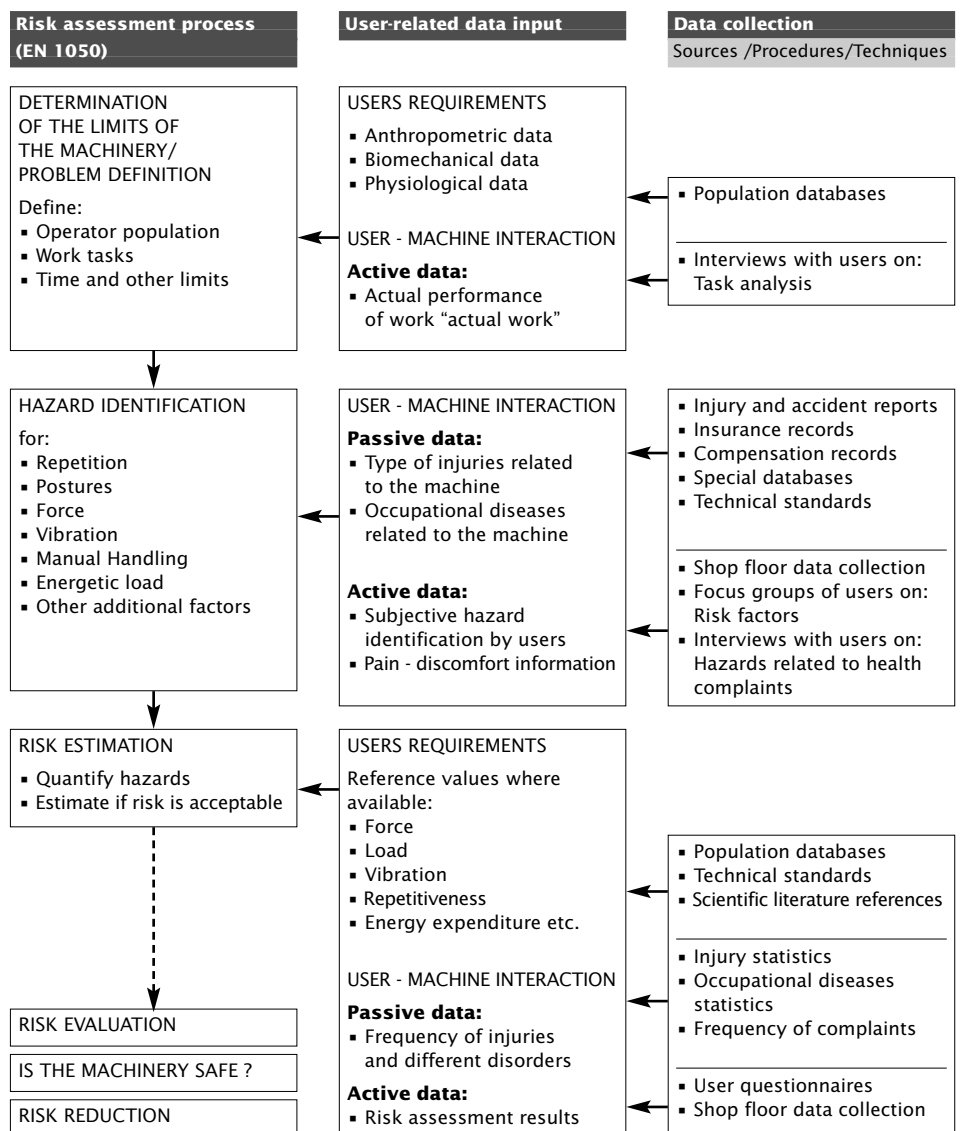 Risk assessment process
(EN 1050)
User-related data input
Data collection
Sources /Procedures/Techniques
DETERMINATION
OF THE LIMITS OF
THE MACHINERY/
PROBLEM DEFINITION
Define:
▪ Operator population
▪ Work tasks
▪ Time and other limits
USERS REQUIREMENTS
▪ Anthropometric data
▪ Biomechanical data
▪ Physiological data
USER - MACHINE INTERACTION
Active data:
▪ Actual performance
of work “actual work”
▪ Population databases
▪ Interviews with users on:
Task analysis
HAZARD IDENTIFICATION
for:
▪ Repetition
▪ Postures
▪ Force
▪ Vibration
▪ Manual Handling
▪ Energetic load
▪ Other additional factors
USER - MACHINE INTERACTION
Passive data:
▪ Type of injuries related
to the machine
▪ Occupational diseases
related to the machine
Active data:
▪ Subjective hazard
identification by users
▪ Pain - discomfort information
▪ Injury and accident reports
▪ Insurance records
▪ Compensation records
▪ Special databases
▪ Technical standards
▪ Shop floor data collection
▪ Focus groups of users on:
Risk factors
▪ Interviews with users on:
Hazards related to health
complaints
RISK ESTIMATION
▪ Quantify hazards
▪ Estimate if risk is acceptable
USERS REQUIREMENTS
Reference values where
available:
▪ Force
▪ Load
▪ Vibration
▪ Repetitiveness
▪ Energy expenditure etc.
USER - MACHINE INTERACTION
Passive data:
▪ Frequency of injuries
and different disorders
Active data:
▪ Risk assessment results
▪ Population databases
▪ Technical standards
▪ Scientific literature references
▪ Injury statistics
▪ Occupational diseases
statistics
▪ Frequency of complaints
▪ User questionnaires
▪ Shop floor data collection
RISK EVALUATION
IS THE MACHINERY SAFE ?
RISK REDUCTION